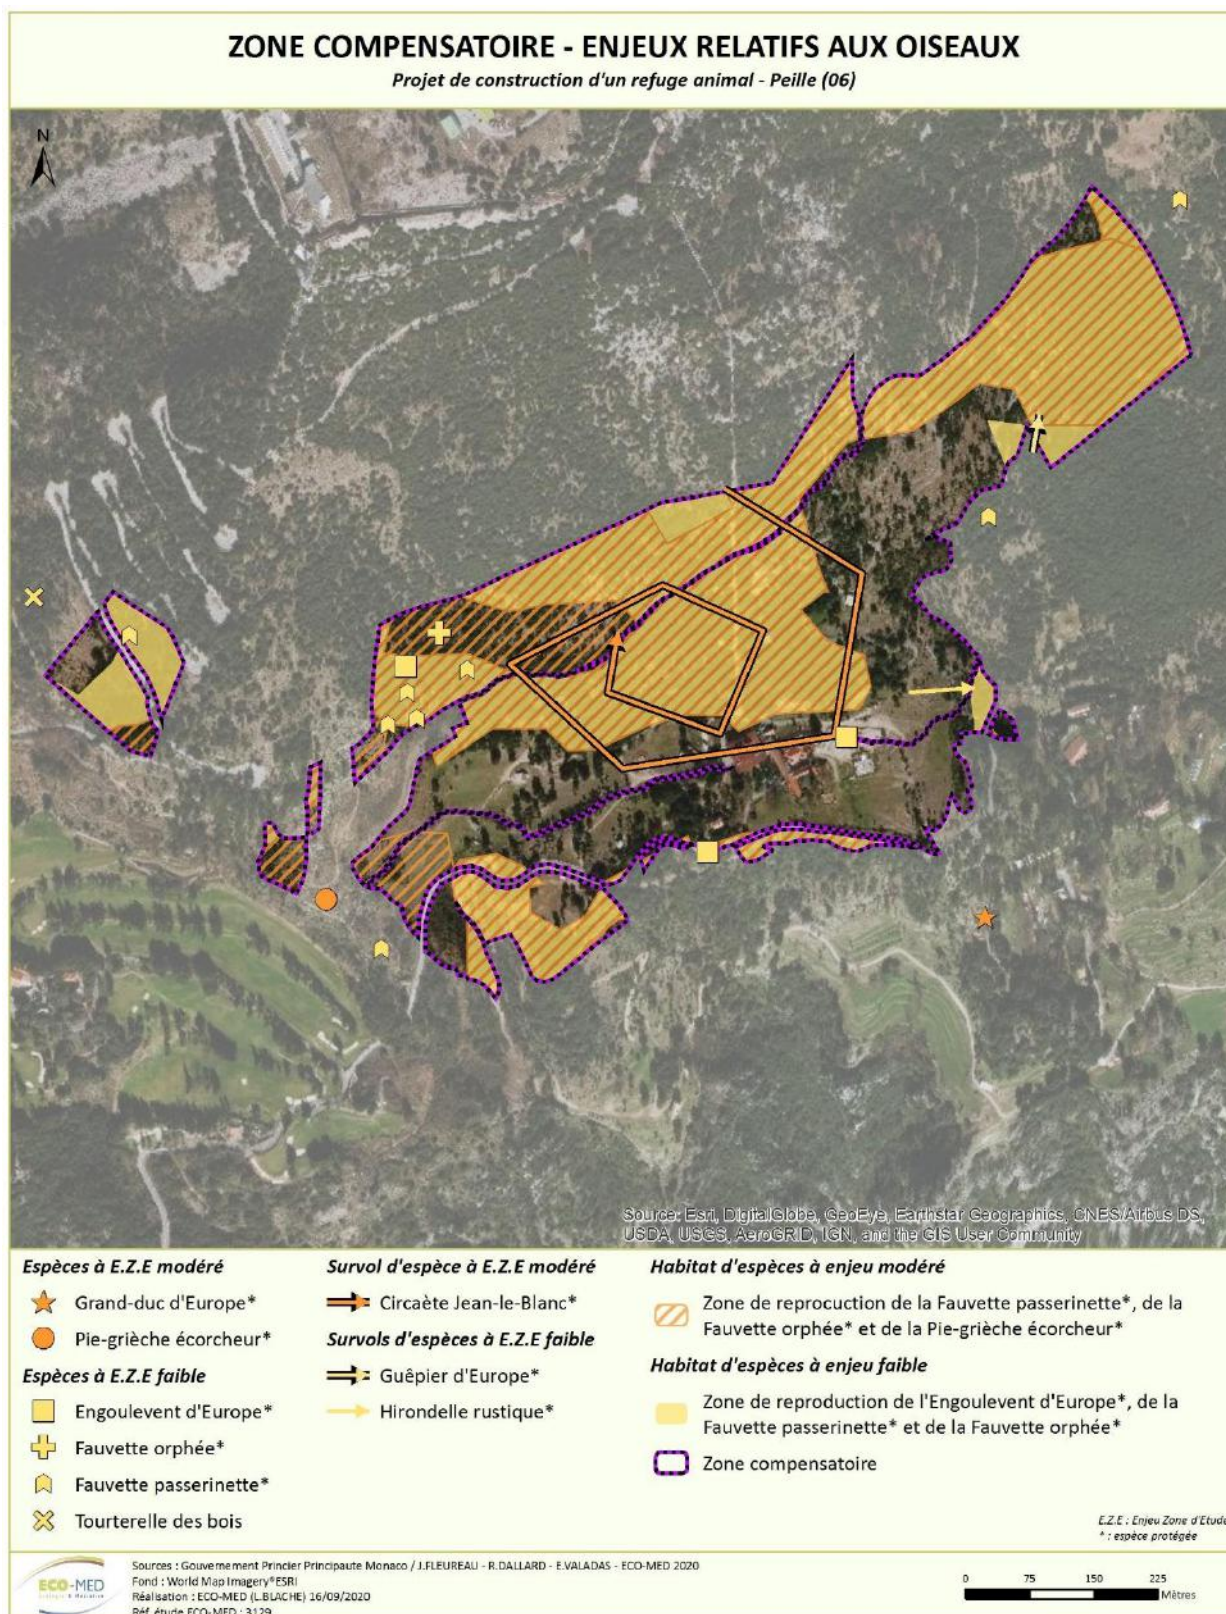 ZONE COMPENSATOIRE - ENJEUX RELATIFS AUX OISEAUX
Projet de construction d'un refuge animal - Peille (06)
N
Source: Esri, DigitalGlobe, GeoEye, Earthstar Geographics, CNES/Airbus DS,
USDA, USGS, AeroGRID, IGN, and the GIS User Community
Espèces à E.Z.E modéré
Grand-duc d'Europe*
Pie-grièche écorcheur*
Espèces à E.Z.E faible
Engoulevent d'Europe*
Fauvette orphée*
Fauvette passerinette*
Tourterelle des bois
Survol d'espèce à E.Z.E modéré
Circaète Jean-le-Blanc*
Survols d'espèces à E.Z.E faible
Guêpier d'Europe*
Hirondelle rustique*
Habitat d'espèces à enjeu modéré
Zone de reprocuction de la Fauvette passerinette*, de la
Fauvette orphée* et de la Pie-grièche écorcheur*
Habitat d'espèces à enjeu faible
Zone de reproduction de l'Engoulevent d'Europe*, de la
Fauvette passerinette* et de la Fauvette orphée*
Zone compensatoire
E.Z.E : Enjeu Zone d'Etude
* : espèce protégée
ECO-MED
Sources : Gouvernement Princier Principaute Monaco / J.FLEUREAU - R.DALLARD - E.VALADAS - ECO-MED 2020
Fond : World Map Imagery®ESRI
Réalisation : ECO-MED (L.BLACHE) 16/09/2020
Réf. étude ECO-MED : 3129
0 75 150 225
Mètres